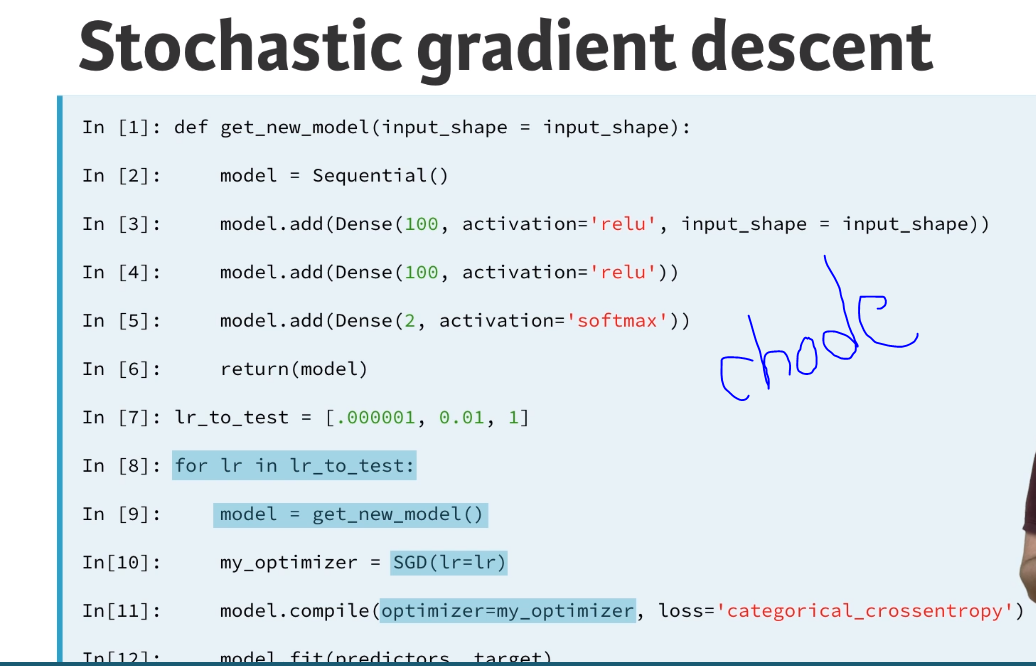 Stochastic gradient descent
In [1]: def get_new_model(input_shape = input_shape):
In [2]:     model = Sequential()
In [3]:     model.add(Dense(100, activation='relu', input_shape = input_shape))
In [4]:     model.add(Dense(100, activation='relu'))
In [5]:     model.add(Dense(2, activation='softmax'))
chode
In [6]:     return(model)
In [7]: lr_to_test = [.000001, 0.01, 1]
In [8]: for lr in lr_to_test:
In [9]:     model = get_new_model()
In[10]:     my_optimizer = SGD(lr=lr)
In[11]:     model.compile(optimizer=my_optimizer, loss='categorical_crossentropy')
In[12]:     model.fit(predictors, target)